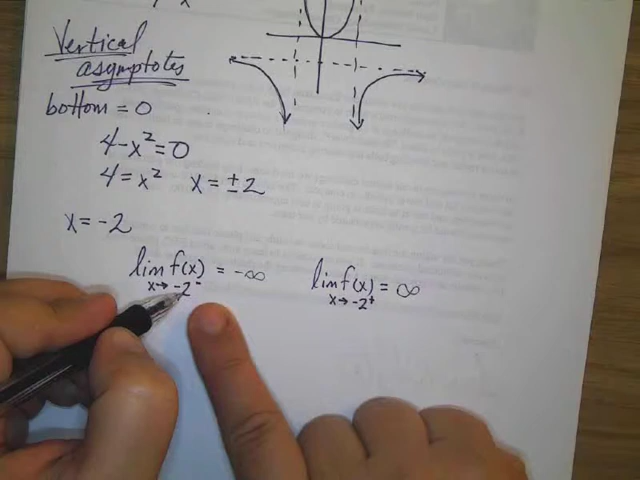 Vertical
asymptotes
bottom = 0
4-x²=0
4=x² x=±2
x=-2
lim f(x) = -∞ lim f(x) = ∞
x→-2⁻ x→-2⁺